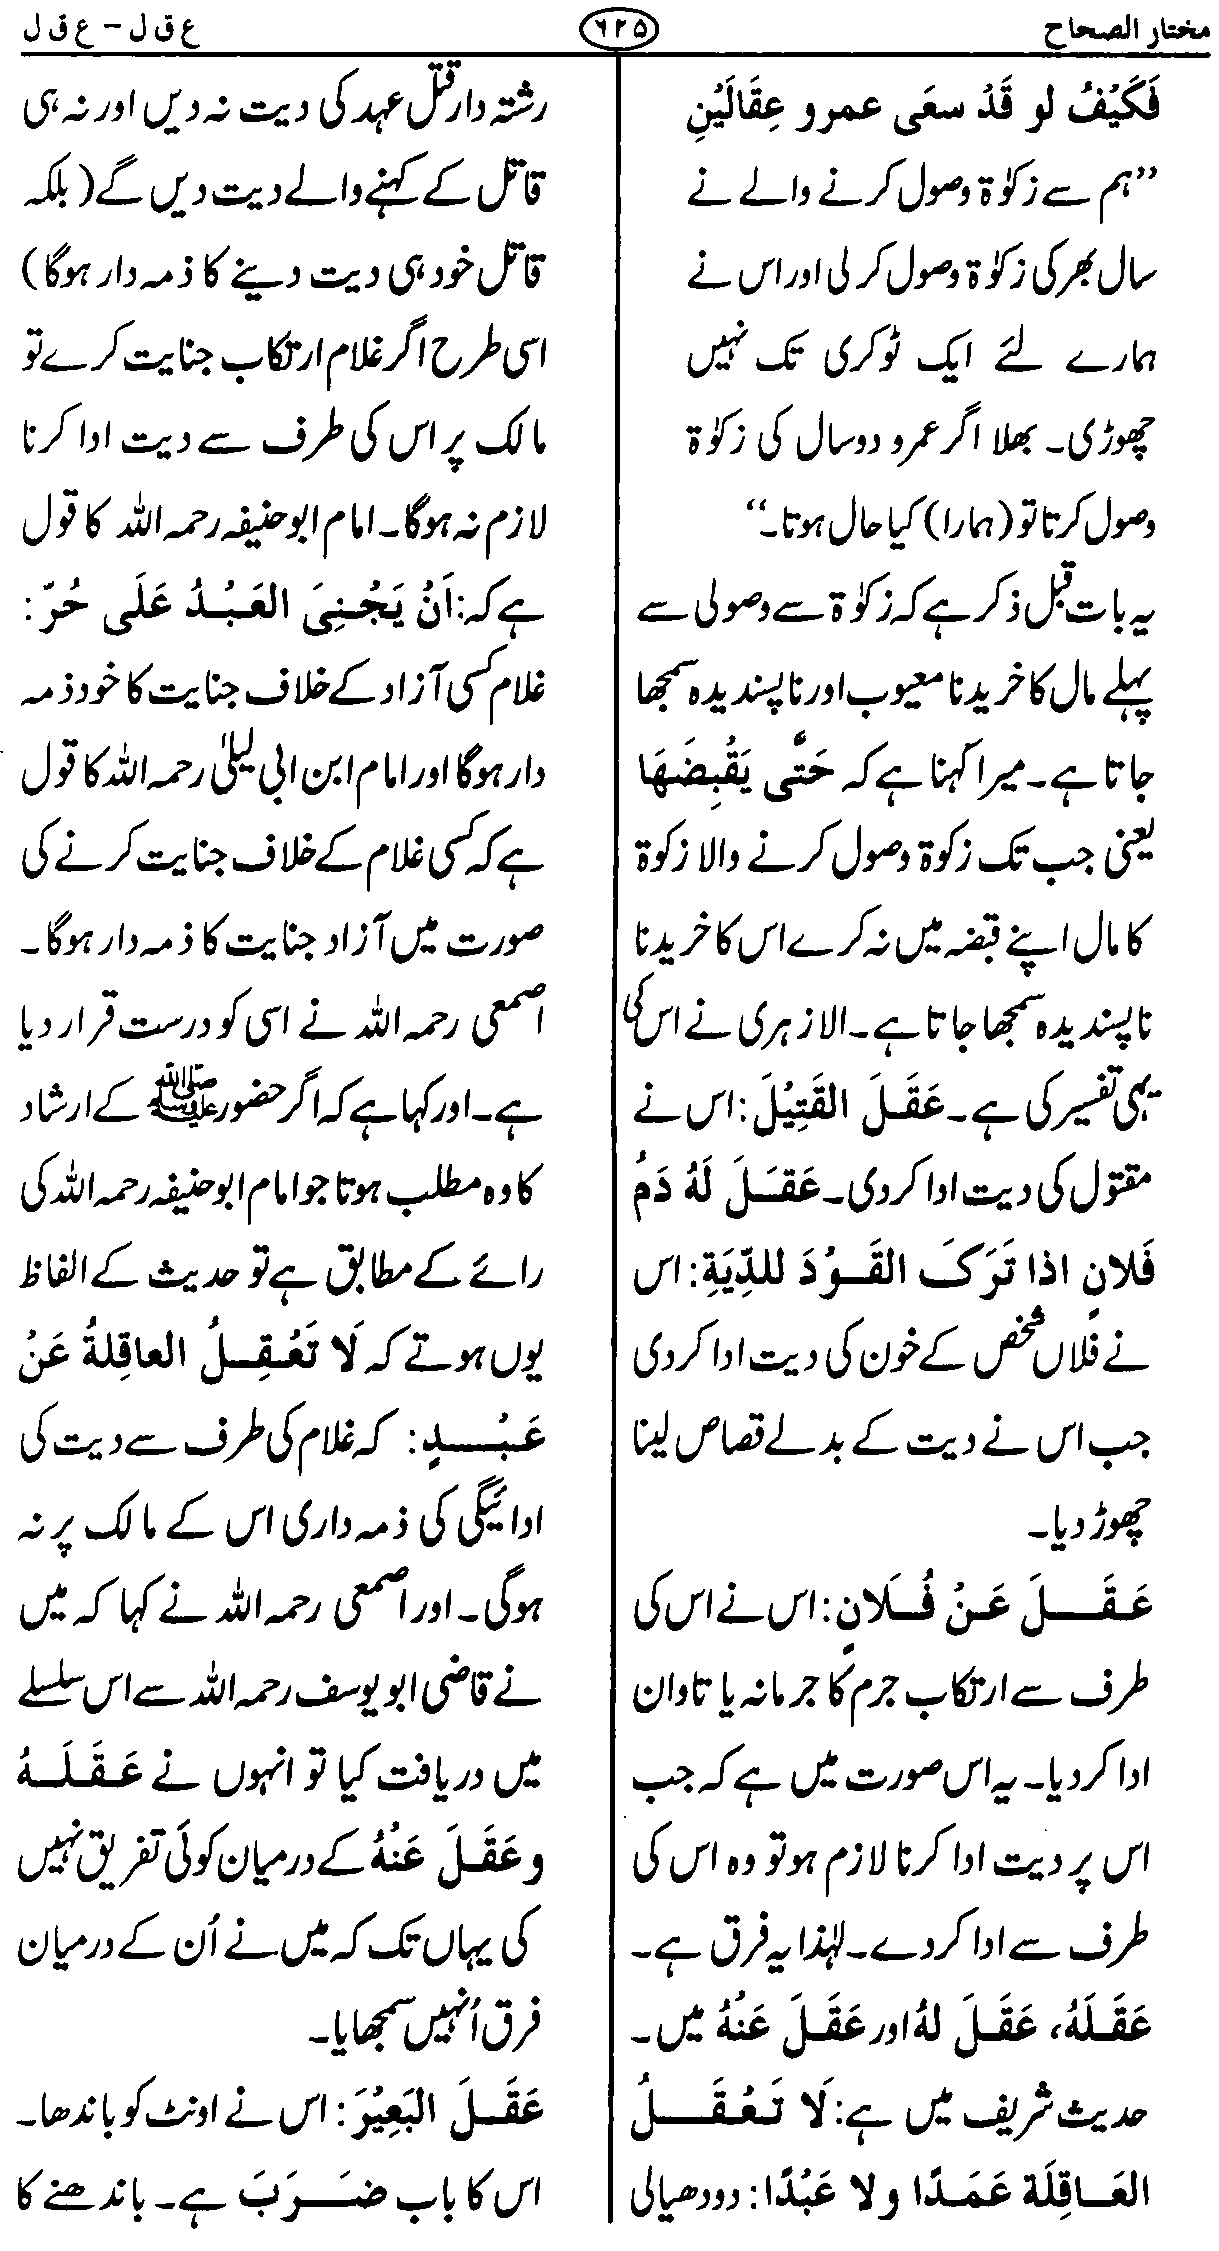 مختار الصحاح
۶۲۵
ع ق ل – ع ق ل
فَكَيْفُ لو قَدْ سعَى عمرو عِقَالَيْنِ
”ہم سے زکوٰۃ وصول کرنے والے نے
سال بھر کی زکوٰۃ وصول کر لی اور اس نے
ہمارے لئے ایک ٹوکری تک نہیں
چھوڑی۔ بھلا اگر عمرو دو سال کی زکوٰۃ
وصول کرتا تو (ہمارا) کیا حال ہوتا۔“
یہ بات قبل ذکر ہے کہ زکوٰۃ سے وصولی سے
پہلے مال کا خریدنا معیوب اور ناپسندیدہ سمجھا
جاتا ہے۔ میرا کہنا ہے کہ حَتّٰى يَقْبِضَهَا
یعنی جب تک زکوۃ وصول کرنے والا زکوۃ
کا مال اپنے قبضہ میں نہ کرے اس کا خریدنا
ناپسندیدہ سمجھا جاتا ہے۔ الازہری نے اس کی
یہی تفسیر کی ہے۔ عَقَلَ القَتِيْلَ: اس نے
مقتول کی دیت ادا کردی۔ عَقَلَ لَهُ دَمُ
فَلانٍ اذا تَرَكَ القَوْدَ للدِّيَةِ: اس
نے فلاں شخص کے خون کی دیت ادا کردی
جب اس نے دیت کے بدلے قصاص لینا
چھوڑ دیا۔
عَقَلَ عَنْ فُلَانٍ: اس نے اس کی
طرف سے ارتکاب جرم کا جرمانہ یا تاوان
ادا کردیا۔ یہ اس صورت میں ہے کہ جب
اس پر دیت ادا کرنا لازم ہو تو وہ اس کی
طرف سے ادا کردے۔ لہٰذا یہ فرق ہے۔
عَقَلَهُ، عَقَلَ لهُ اور عَقَلَ عَنْهُ میں۔
حدیث شریف میں ہے: لَا تَعْقَلُ
العَاقِلَة عَمَدًا ولا عَبْدًا: دودھیالی
رشتہ دار قتل عہد کی دیت نہ دیں اور نہ ہی
قاتل کے کہنے والے دیت دیں گے (بلکہ
قاتل خود ہی دیت دینے کا ذمہ دار ہوگا)
اسی طرح اگر غلام ارتکاب جنایت کرے تو
مالک پر اس کی طرف سے دیت ادا کرنا
لازم نہ ہوگا۔ امام ابوحنیفہ رحمہ اللہ کا قول
ہے کہ: اَنْ يَجْنِىَ العَبْدُ عَلَى حُرّ:
غلام کسی آزاد کے خلاف جنایت کا خود ذمہ
دار ہوگا اور امام ابن ابی لیلیٰ رحمہ اللہ کا قول
ہے کہ کسی غلام کے خلاف جنایت کرنے کی
صورت میں آزاد جنایت کا ذمہ دار ہوگا۔
اصمعی رحمہ اللہ نے اسی کو درست قرار دیا
ہے۔ اور کہا ہے کہ اگر حضور ﷺ کے ارشاد
کا وہ مطلب ہوتا جو امام ابوحنیفہ رحمہ اللہ کی
رائے کے مطابق ہے تو حدیث کے الفاظ
یوں ہوتے کہ لَا تَعْقِلُ العاقِلةُ عَنْ
عَبْدٍ: کہ غلام کی طرف سے دیت کی
ادائیگی کی ذمہ داری اس کے مالک پر نہ
ہوگی۔ اور اصمعی رحمہ اللہ نے کہا کہ میں
نے قاضی ابو یوسف رحمہ اللہ سے اس سلسلے
میں دریافت کیا تو انہوں نے عَقَلَهُ
و عَقَلَ عَنْهُ کے درمیان کوئی تفریق نہیں
کی یہاں تک کہ میں نے اُن کے درمیان
فرق اُنہیں سمجھایا۔
عَقَلَ البَعِيْرَ: اس نے اونٹ کو باندھا۔
اس کا باب ضَرَبَ ہے۔ باندھنے کا